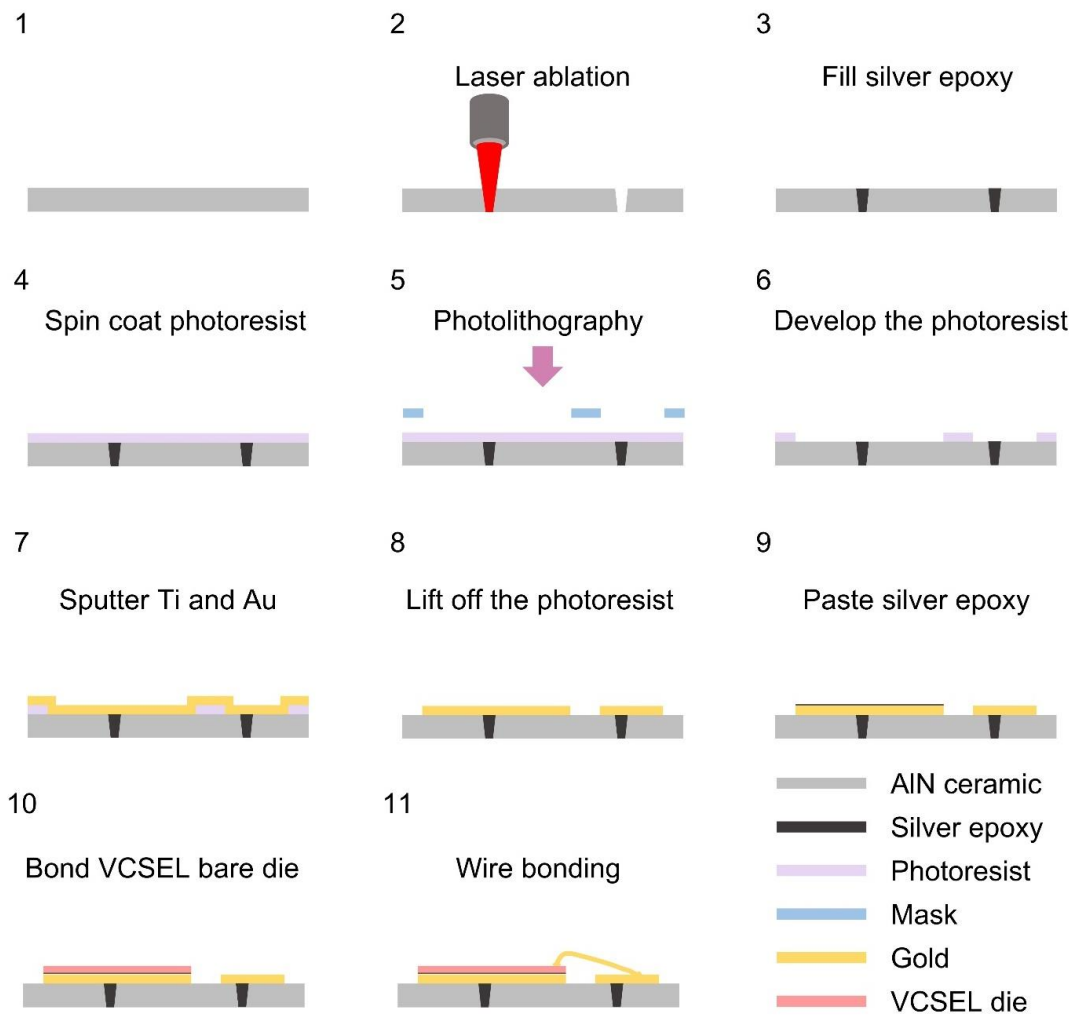 1
2
Laser ablation
3
Fill silver epoxy
4
Spin coat photoresist
5
Photolithography
6
Develop the photoresist
7
Sputter Ti and Au
8
Lift off the photoresist
9
Paste silver epoxy
10
Bond VCSEL bare die
11
Wire bonding
AlN ceramic
Silver epoxy
Photoresist
Mask
Gold
VCSEL die